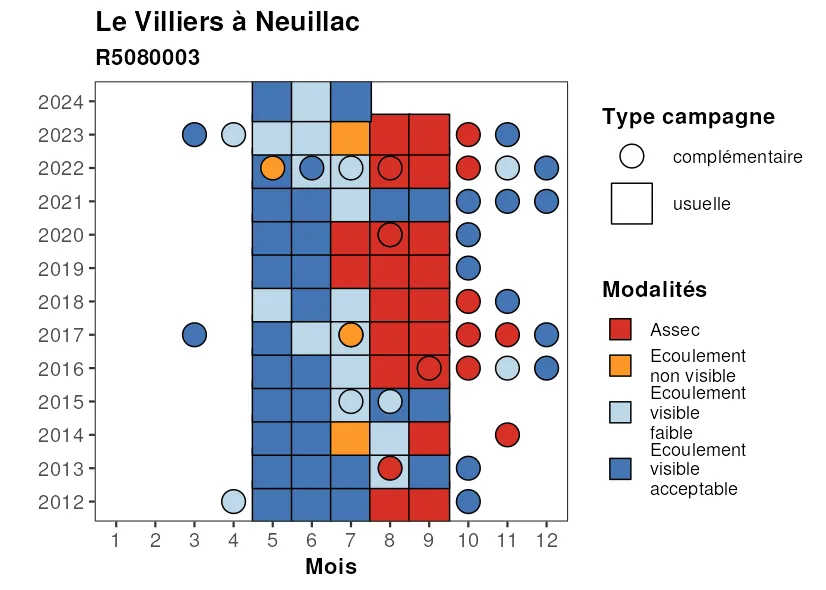 Le Villiers à Neuillac
R5080003
2024
2023
2022
2021
2020
2019
2018
2017
2016
2015
2014
2013
2012
1 2 3 4 5 6 7 8 9 10 11 12
Mois
Type campagne
complémentaire
usuelle
Modalités
Assec
Ecoulement
non visible
Ecoulement
visible
faible
Ecoulement
visible
acceptable